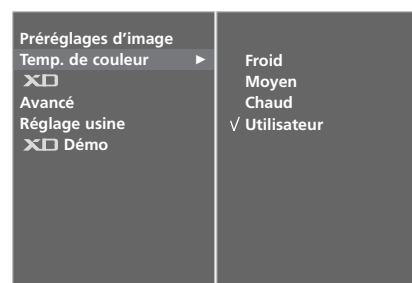 Préréglages d'image
Temp. de couleur ►
XD
Avancé
Réglage usine
XD Démo
Froid
Moyen
Chaud
√ Utilisateur